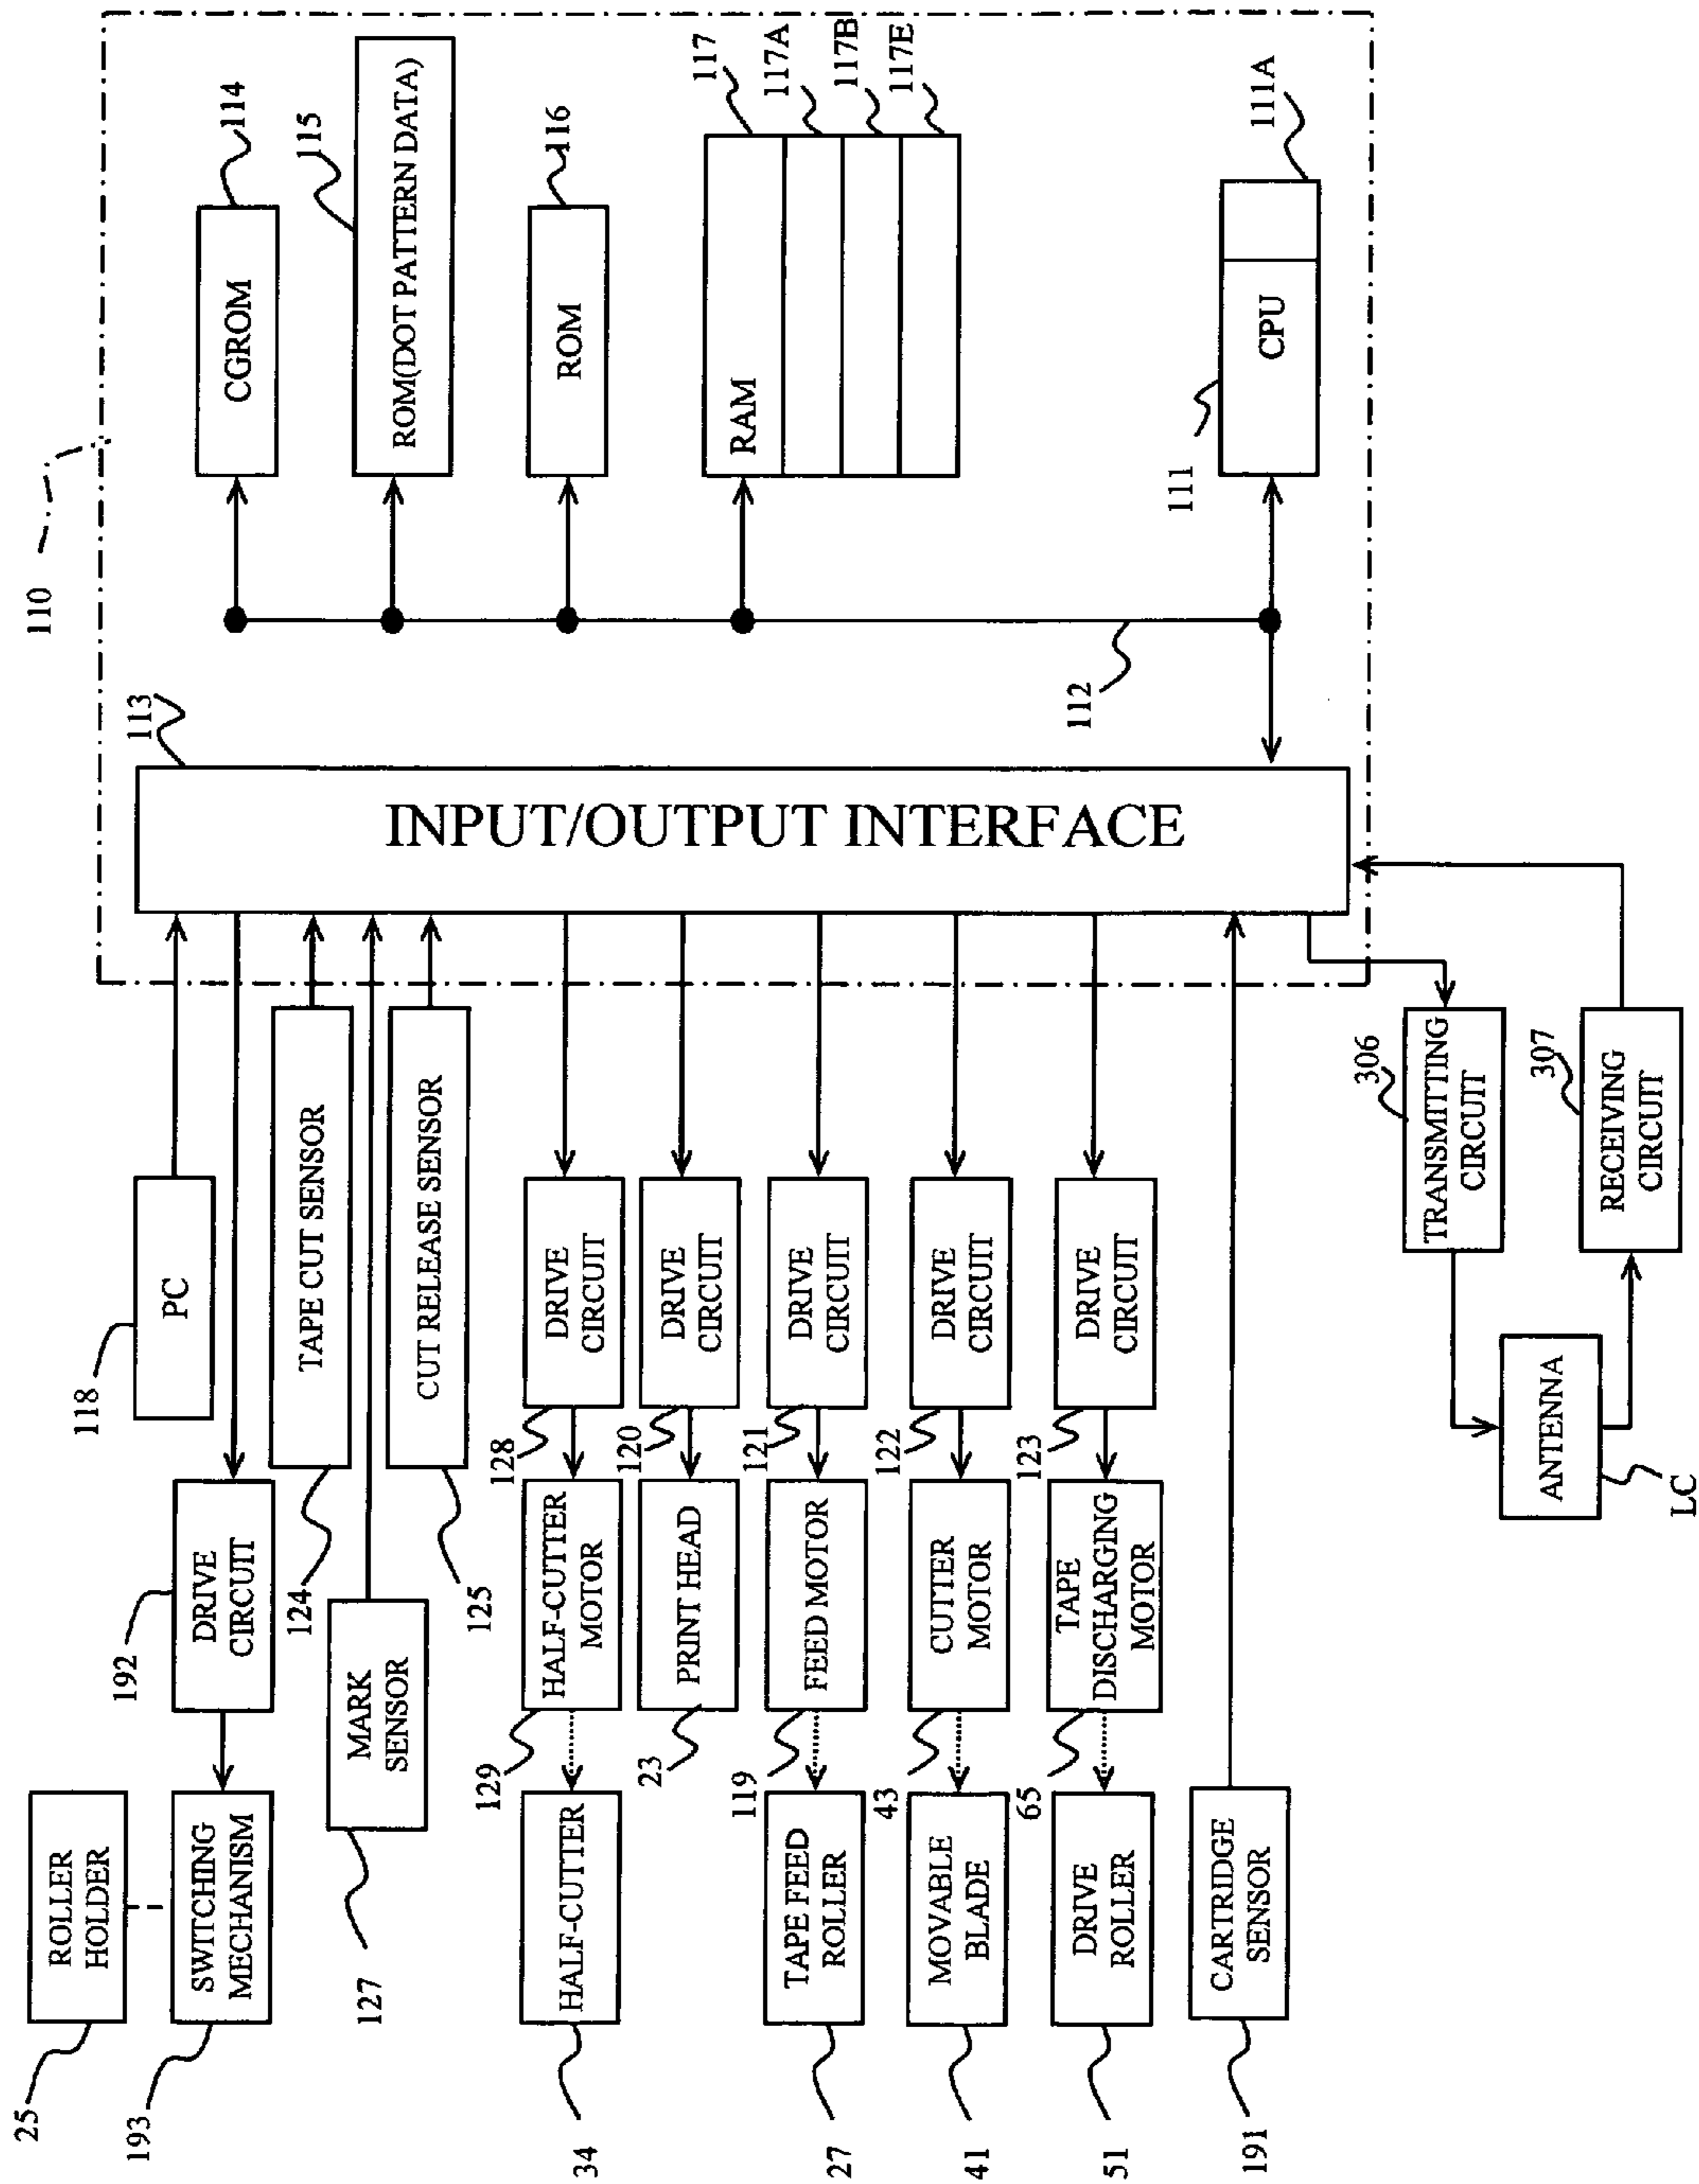 110
CGROM
114
ROM(DOT PATTERN DATA)
115
ROM
116
RAM
117
117A
117B
117E
CPU
111
111A
112
113
INPUT/OUTPUT INTERFACE
PC
118
DRIVE
CIRCUIT
192
TAPE CUT SENSOR
124
MARK
SENSOR
127
CUT RELEASE SENSOR
125
ROLLER
HOLDER
25
SWITCHING
MECHANISM
193
DRIVE
CIRCUIT
128
HALF-CUTTER
MOTOR
129
HALF-CUTTER
34
DRIVE
CIRCUIT
120
PRINT HEAD
23
DRIVE
CIRCUIT
121
FEED MOTOR
119
TAPE FEED
ROLLER
27
DRIVE
CIRCUIT
122
CUTTER
MOTOR
43
MOVABLE
BLADE
41
DRIVE
CIRCUIT
123
TAPE
DISCHARGING
MOTOR
65
DRIVE
ROLLER
51
CARTRIDGE
SENSOR
191
TRANSMITTING
CIRCUIT
306
RECEIVING
CIRCUIT
307
ANTENNA
LC